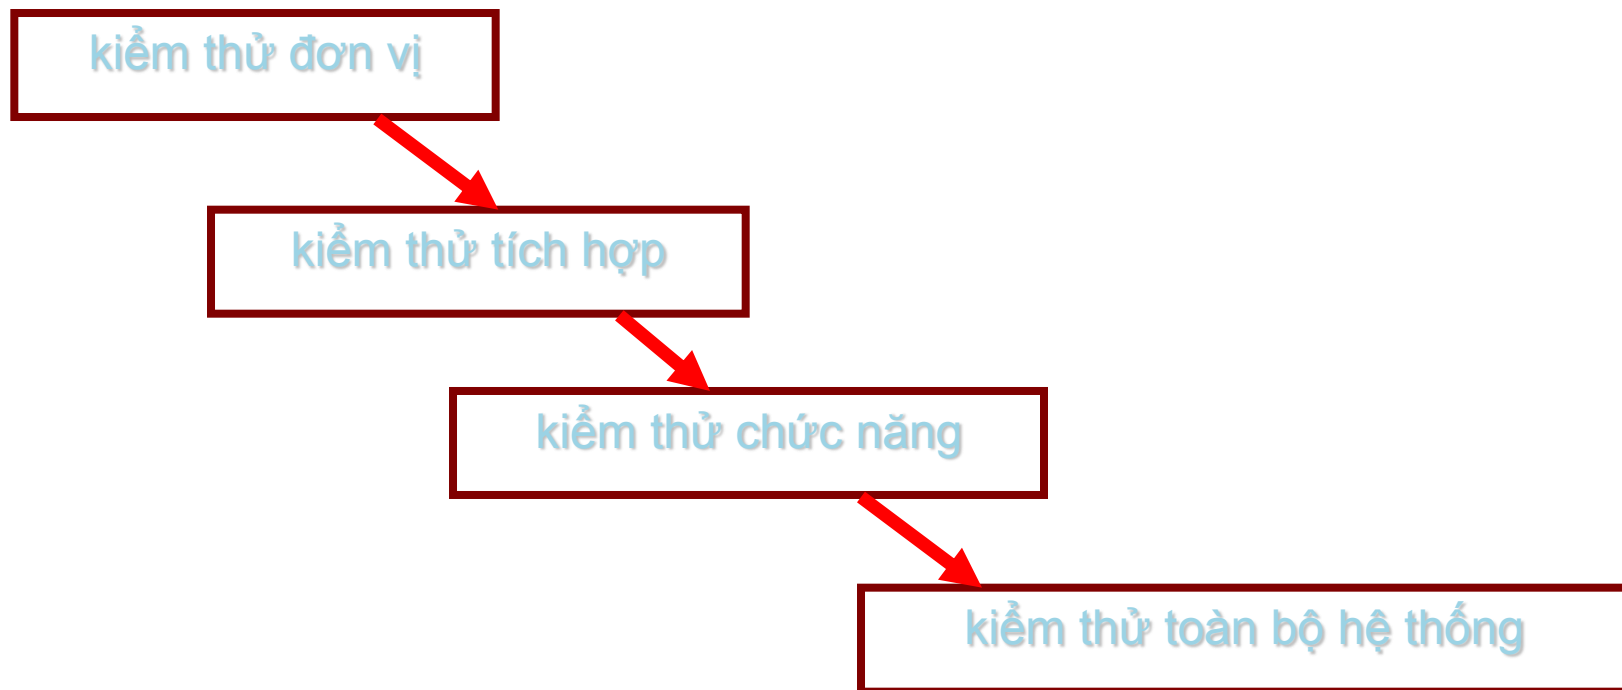 kiểm thử đơn vị
kiểm thử tích hợp
kiểm thử chức năng
kiểm thử toàn bộ hệ thống